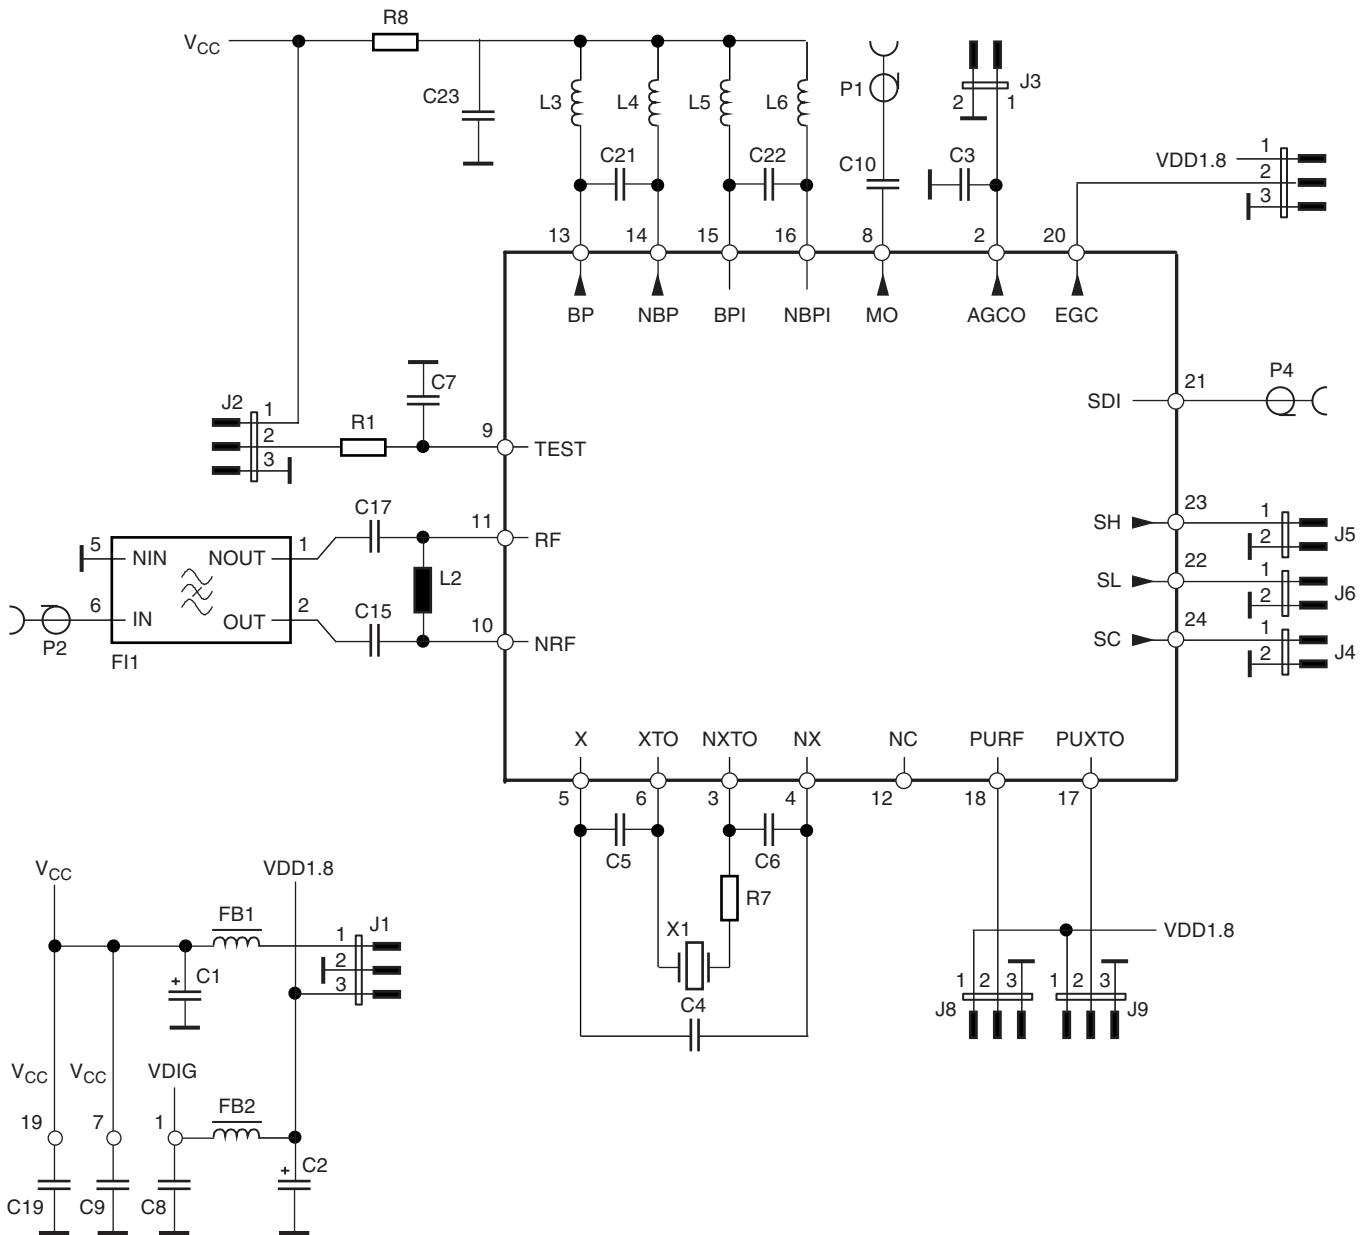 R8
VCC
C23
L3
L4
L5
L6
P1
J3
2
1
C21
C22
C10
C3
VDD1.8
1
2
3
13
14
15
16
8
2
20
BP
NBP
BPI
NBPI
MO
AGCO
EGC
C7
J2
1
2
3
R1
9
TEST
SDI
21
P4
C17
11
RF
5
NIN
NOUT
1
L2
6
IN
OUT
2
C15
10
NRF
P2
FI1
SH
23
1
2
J5
SL
22
1
2
J6
SC
24
1
2
J4
X
XTO
NXTO
NX
NC
PURF
PUXTO
5
6
3
4
12
18
17
C5
C6
R7
X1
C4
VDD1.8
1
2
3
1
2
3
J8
J9
VCC
VDD1.8
FB1
1
2
3
J1
+
C1
VCC
VCC
VDIG
19
7
1
FB2
+
C2
C19
C9
C8